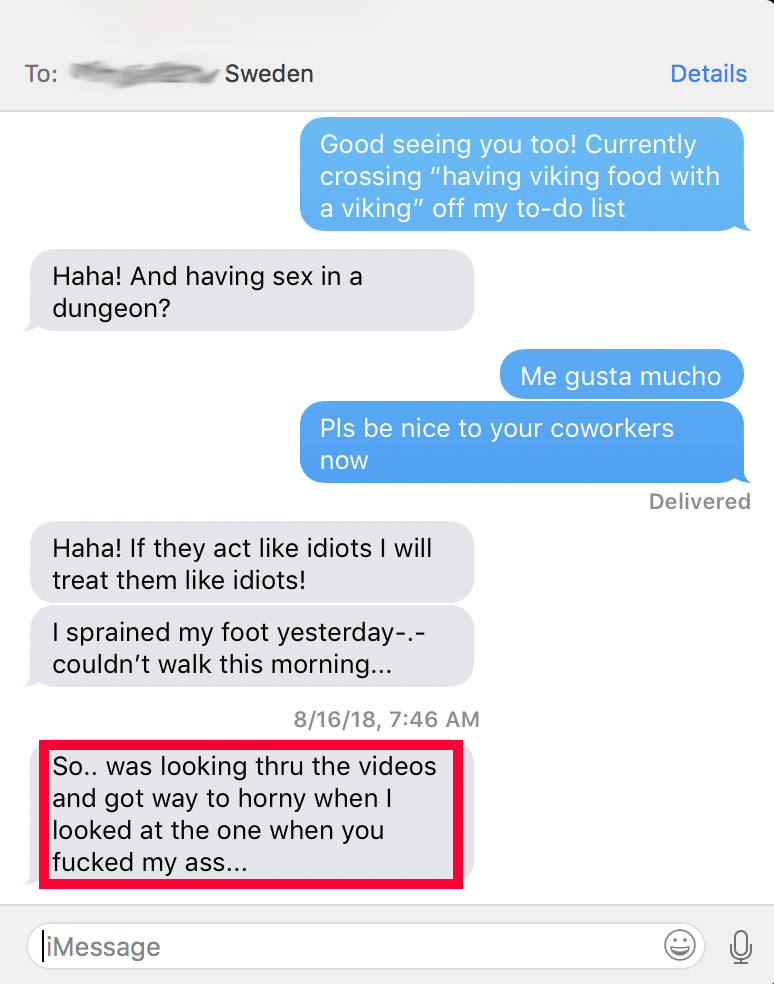 To: Sweden
Details
Good seeing you too! Currently
crossing “having viking food with
a viking” off my to-do list
Haha! And having sex in a
dungeon?
Me gusta mucho
Pls be nice to your coworkers
now
Delivered
Haha! If they act like idiots I will
treat them like idiots!
I sprained my foot yesterday-.-
couldn’t walk this morning...
8/16/18, 7:46 AM
So.. was looking thru the videos
and got way to horny when I
looked at the one when you
fucked my ass...
iMessage